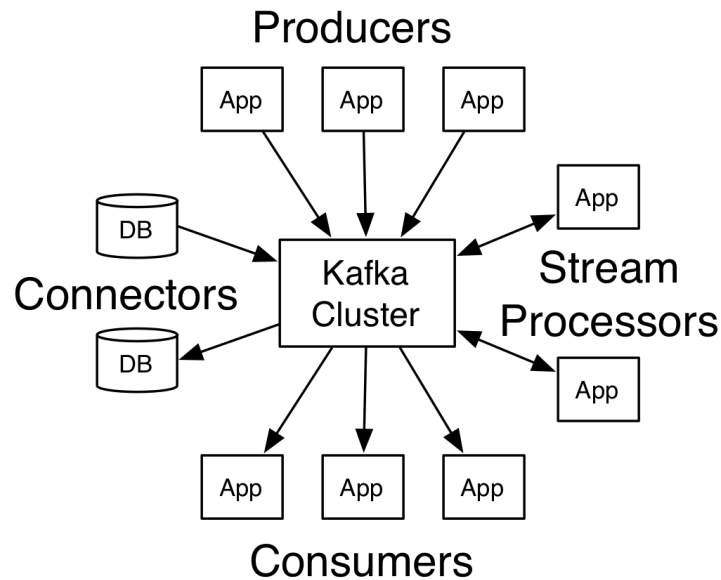 Producers
App
App
App
DB
App
Kafka
Cluster
Connectors
Stream
Processors
DB
App
App
App
App
Consumers